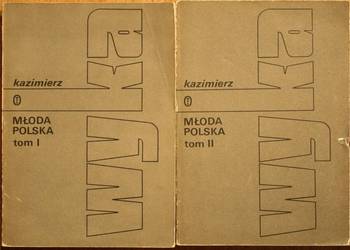 kazimierz
wyka
MŁODA
POLSKA
tom I
kazimierz
wyka
MŁODA
POLSKA
tom II